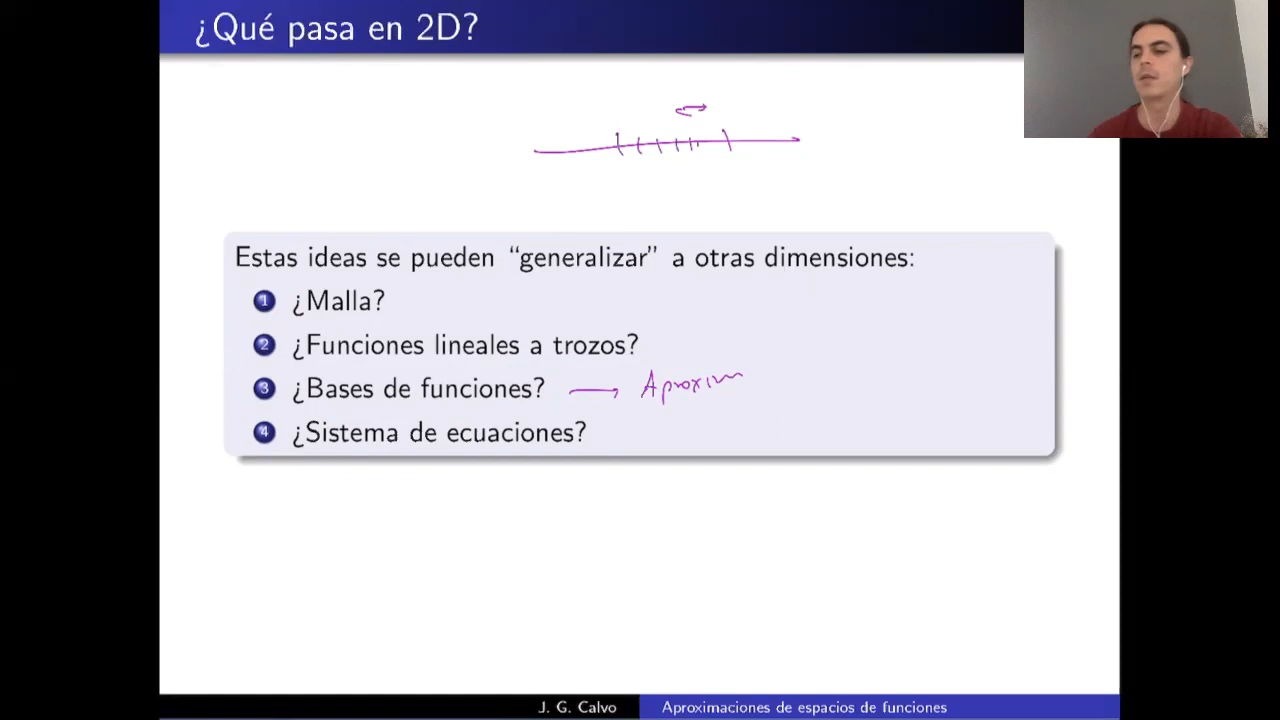 ¿Qué pasa en 2D?
Estas ideas se pueden “generalizar” a otras dimensiones:
1 ¿Malla?
2 ¿Funciones lineales a trozos?
3 ¿Bases de funciones? → Aproxim
4 ¿Sistema de ecuaciones?
J. G. Calvo Aproximaciones de espacios de funciones